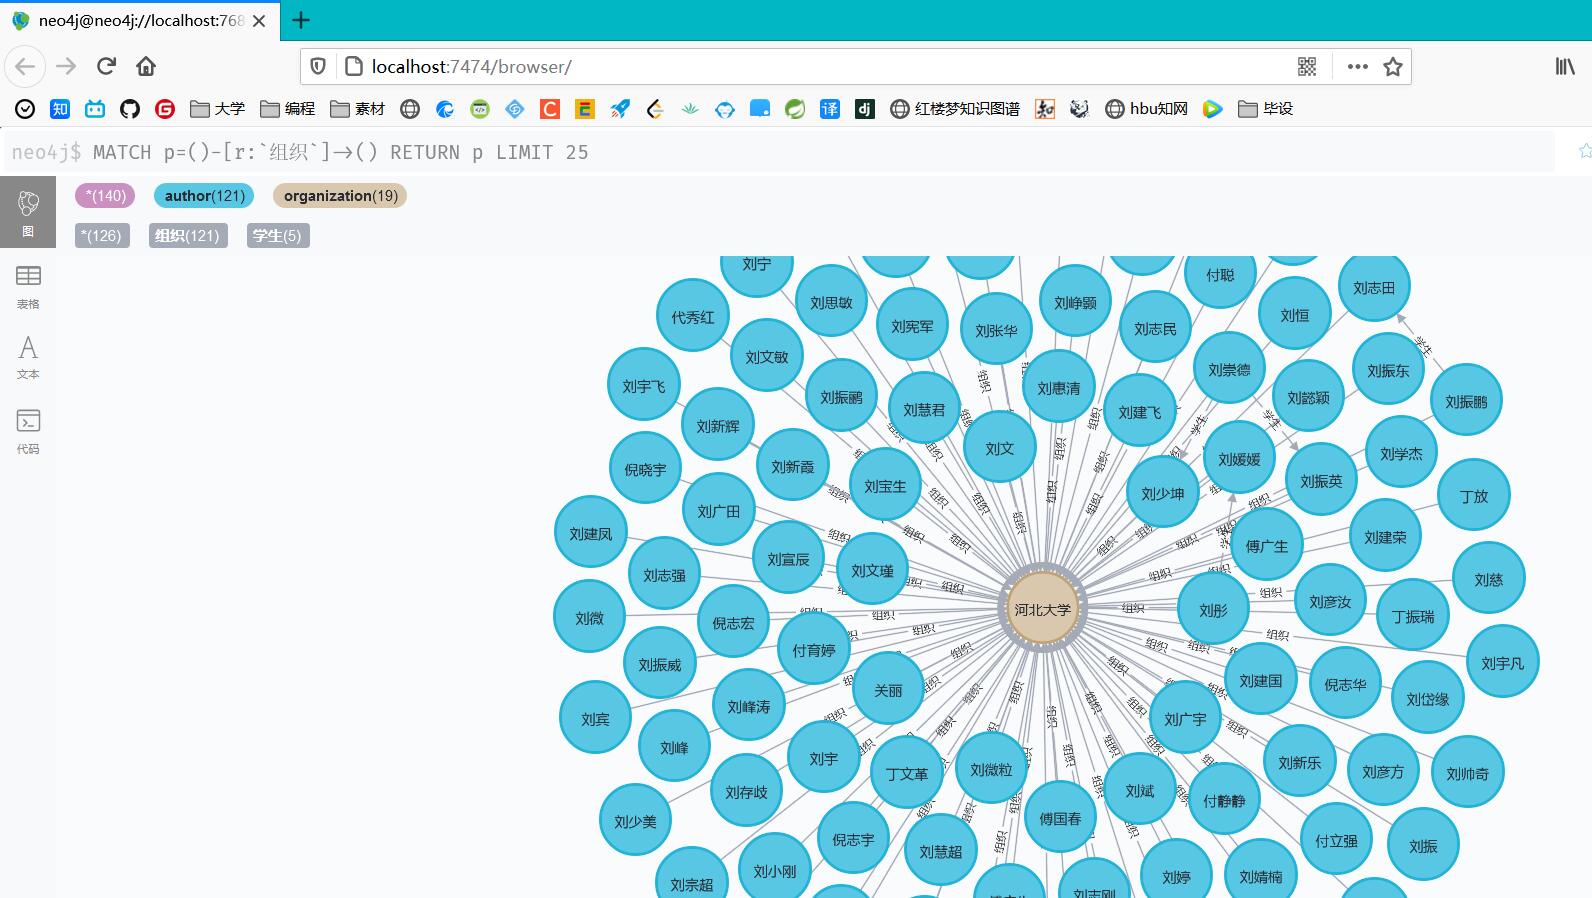 neo4j@neo4j://localhost:768
localhost:7474/browser/
知
大学
编程
素材
C
E
译
dj
红楼梦知识图谱
hbu知网
毕设
neo4j$ MATCH p=()-[r:`组织`]->() RETURN p LIMIT 25
*(140) author(121) organization(19)
*(126) 组织(121) 学生(5)
图
表格
文本
代码
刘宁
付聪
刘志田
刘思敏
代秀红
刘宪军
刘张华
刘峥颢
刘志民
刘恒
刘文敏
刘宇飞
刘振鹂
刘慧君
刘惠清
刘建飞
刘崇德
刘懿颖
刘振东
刘振鹏
刘新辉
刘文
倪晓宇
刘新霞
刘宝生
刘少坤
刘媛媛
刘振英
刘学杰
丁放
刘广田
刘建凤
刘志强
刘宣辰
刘文瑾
傅广生
刘建荣
刘慈
刘微
倪志宏
付育婷
河北大学
刘彤
刘彦汝
丁振瑞
刘振威
关丽
刘建国
倪志华
刘岱缘
刘宇凡
刘宾
刘峰
刘峰涛
刘宇
丁文革
刘微粒
刘广宇
刘新乐
刘彦方
刘帅奇
刘存歧
刘少美
倪志宇
刘慧超
傅国春
刘斌
付静静
付立强
刘振
刘宗超
刘小刚
刘志刚
刘婷
刘婧楠
组织
学生